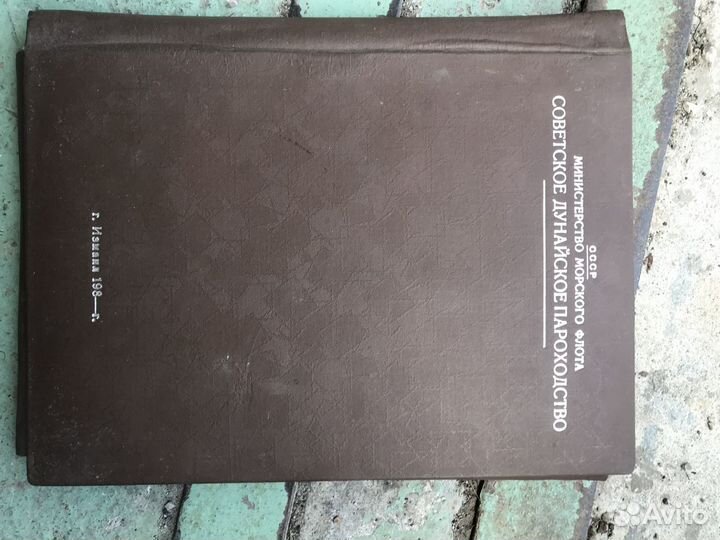 СССР
МИНИСТЕРСТВО МОРСКОГО ФЛОТА
СОВЕТСКОЕ ДУНАЙСКОЕ ПАРОХОДСТВО
г. Измаил 198—г.
Avito